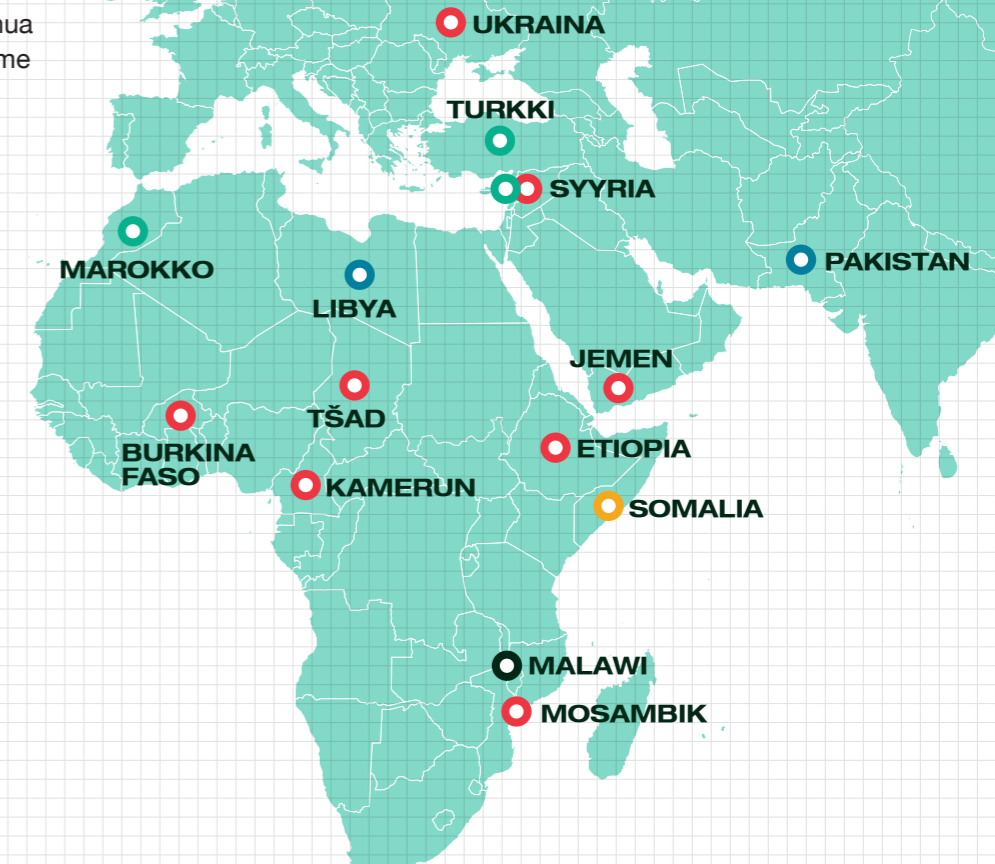 UKRAINA
TURKKI
SYYRIA
MAROKKO
LIBYA
PAKISTAN
JEMEN
TŠAD
BURKINA
FASO
ETIOPIA
KAMERUN
SOMALIA
MALAWI
MOSAMBIK